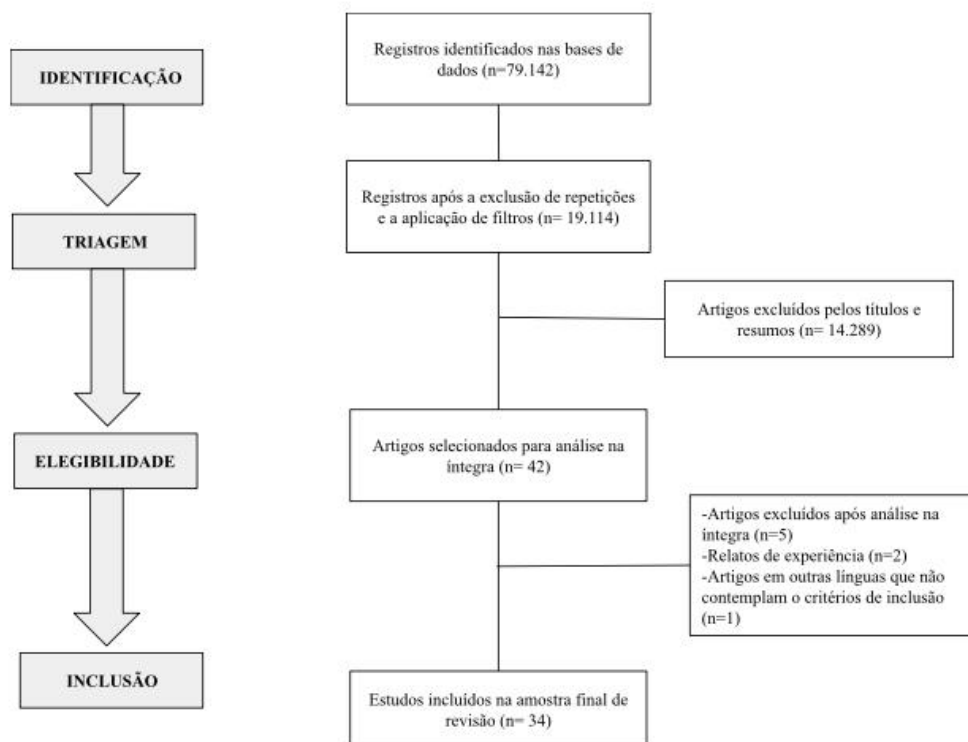 IDENTIFICAÇÃO
Registros identificados nas bases de
dados (n=79.142)
Registros após a exclusão de repetições
e a aplicação de filtros (n= 19.114)
TRIAGEM
Artigos excluídos pelos títulos e
resumos (n= 14.289)
Artigos selecionados para análise na
íntegra (n= 42)
ELEGIBILIDADE
-Artigos excluídos após análise na
íntegra (n=5)
-Relatos de experiência (n=2)
-Artigos em outras línguas que não
contemplam o critérios de inclusão
(n=1)
INCLUSÃO
Estudos incluídos na amostra final de
revisão (n= 34)